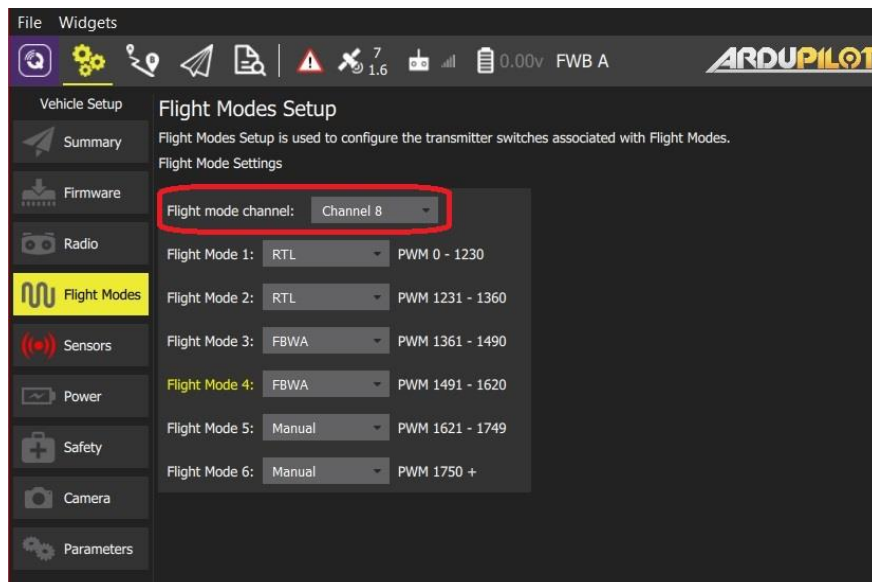 File Widgets
7
1.6
0.00v FWB A
ARDUPILOT
Vehicle Setup
Summary
Firmware
Radio
Flight Modes
Sensors
Power
Safety
Camera
Parameters
Flight Modes Setup
Flight Modes Setup is used to configure the transmitter switches associated with Flight Modes.
Flight Mode Settings
Flight mode channel: Channel 8
Flight Mode 1: RTL PWM 0 - 1230
Flight Mode 2: RTL PWM 1231 - 1360
Flight Mode 3: FBWA PWM 1361 - 1490
Flight Mode 4: FBWA PWM 1491 - 1620
Flight Mode 5: Manual PWM 1621 - 1749
Flight Mode 6: Manual PWM 1750 +